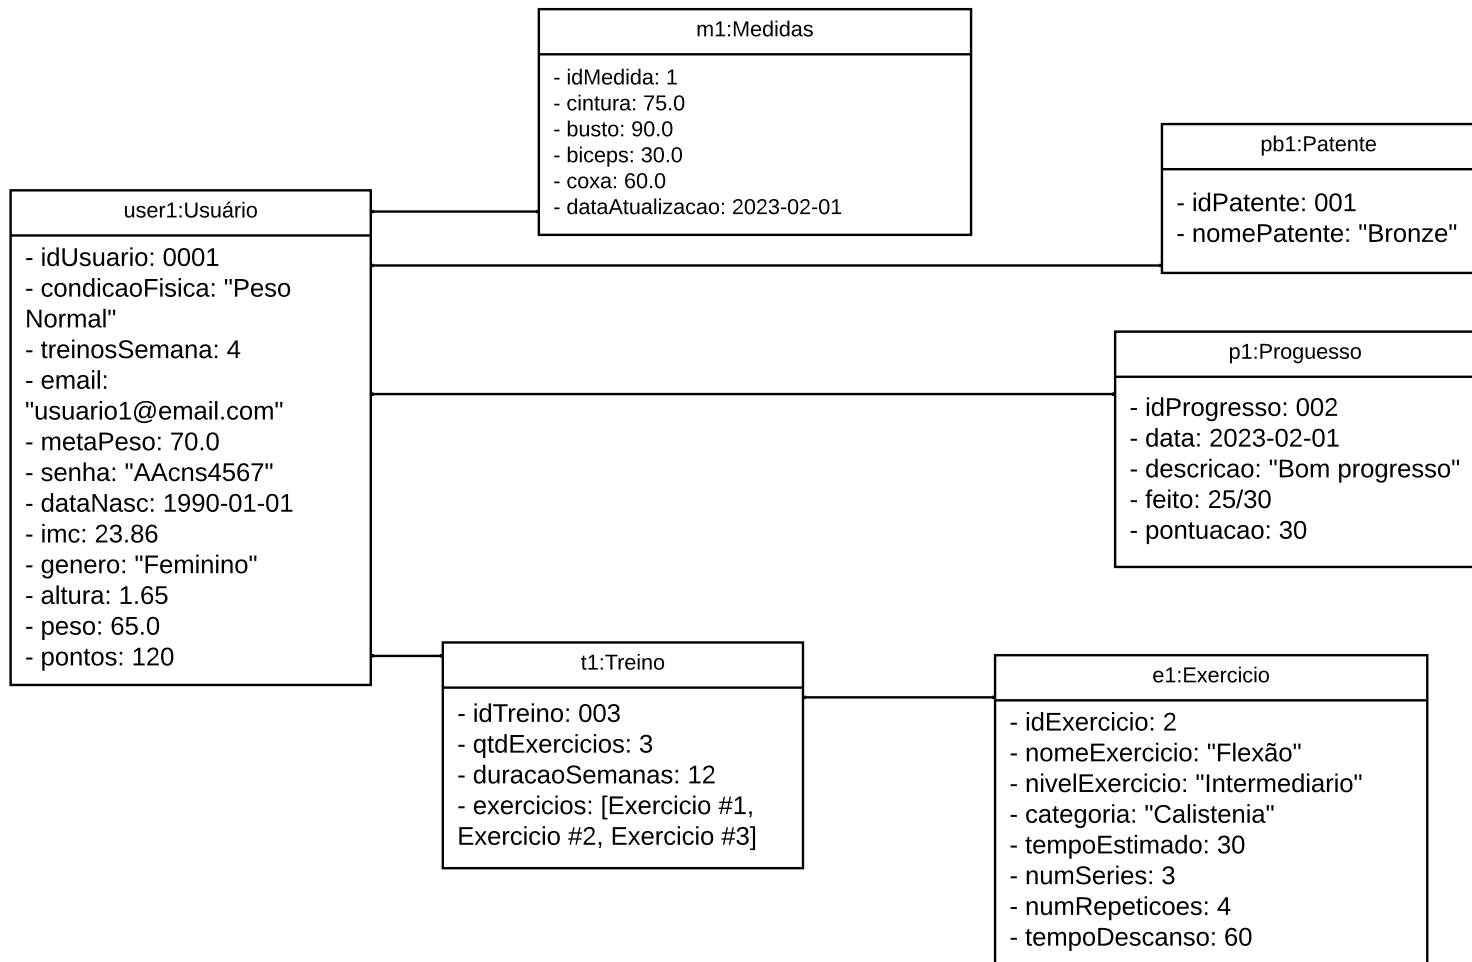 m1:Medidas
- idMedida: 1
- cintura: 75.0
- busto: 90.0
- biceps: 30.0
- coxa: 60.0
- dataAtualizacao: 2023-02-01
pb1:Patente
- idPatente: 001
- nomePatente: "Bronze"
user1:Usuário
- idUsuario: 0001
- condicaoFisica: "Peso
Normal"
- treinosSemana: 4
- email:
"usuario1@email.com"
- metaPeso: 70.0
- senha: "AAcns4567"
- dataNasc: 1990-01-01
- imc: 23.86
- genero: "Feminino"
- altura: 1.65
- peso: 65.0
- pontos: 120
p1:Proguesso
- idProgresso: 002
- data: 2023-02-01
- descricao: "Bom progresso"
- feito: 25/30
- pontuacao: 30
t1:Treino
- idTreino: 003
- qtdExercicios: 3
- duracaoSemanas: 12
- exercicios: [Exercicio #1,
Exercicio #2, Exercicio #3]
e1:Exercicio
- idExercicio: 2
- nomeExercicio: "Flexão"
- nivelExercicio: "Intermediario"
- categoria: "Calistenia"
- tempoEstimado: 30
- numSeries: 3
- numRepeticoes: 4
- tempoDescanso: 60